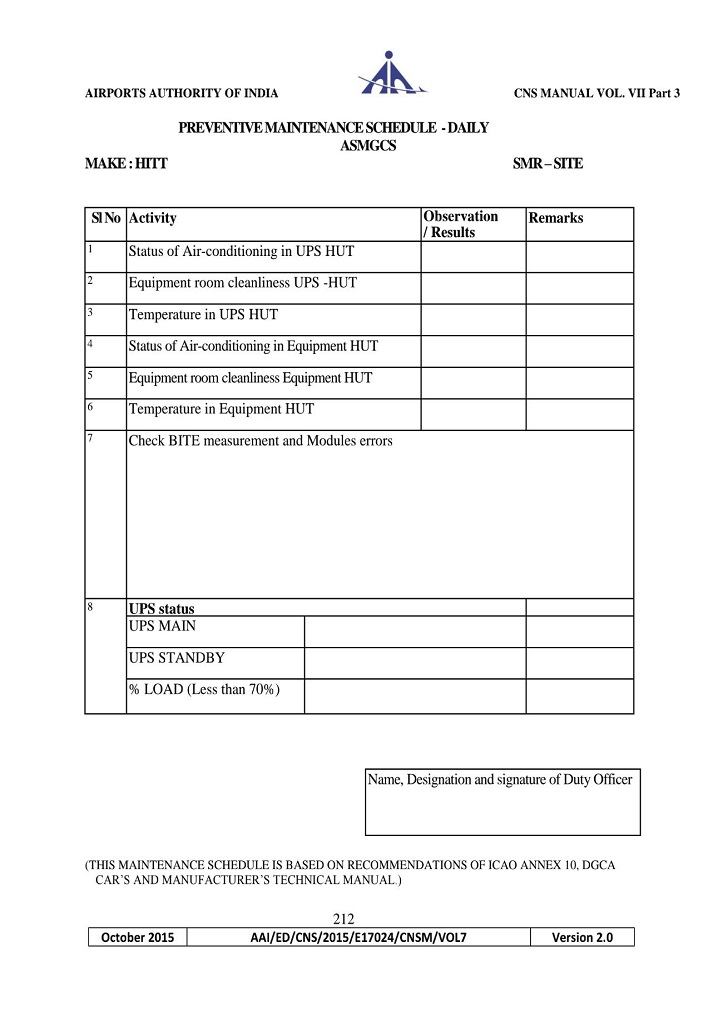 AIRPORTS AUTHORITY OF INDIA CNS MANUAL VOL. VII Part 3
PREVENTIVE MAINTENANCE SCHEDULE - DAILY
ASMGCS
MAKE : HITT SMR – SITE
Sl No Activity Observation / Results Remarks
1 Status of Air-conditioning in UPS HUT
2 Equipment room cleanliness UPS -HUT
3 Temperature in UPS HUT
4 Status of Air-conditioning in Equipment HUT
5 Equipment room cleanliness Equipment HUT
6 Temperature in Equipment HUT
7 Check BITE measurement and Modules errors
8 UPS status
UPS MAIN
UPS STANDBY
% LOAD (Less than 70%)
Name, Designation and signature of Duty Officer
(THIS MAINTENANCE SCHEDULE IS BASED ON RECOMMENDATIONS OF ICAO ANNEX 10, DGCA
CAR'S AND MANUFACTURER'S TECHNICAL MANUAL.)
212
October 2015 AAI/ED/CNS/2015/E17024/CNSM/VOL7 Version 2.0